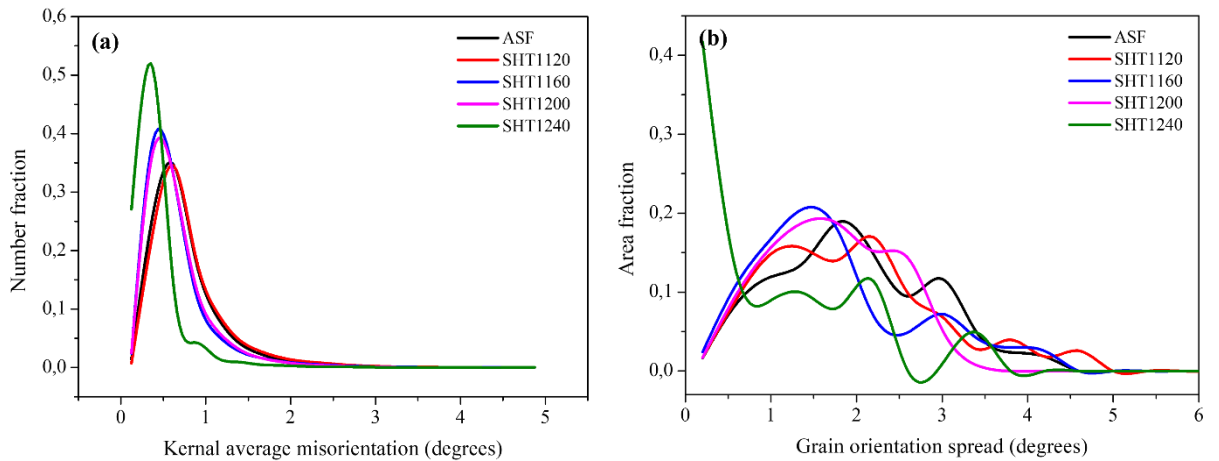 (a)
ASF
SHT1120
SHT1160
SHT1200
SHT1240
Number fraction
0,6
0,5
0,4
0,3
0,2
0,1
0,0
0 1 2 3 4 5
Kernal average misorientation (degrees)
(b)
ASF
SHT1120
SHT1160
SHT1200
SHT1240
Area fraction
0,4
0,3
0,2
0,1
0,0
0 1 2 3 4 5 6
Grain orientation spread (degrees)